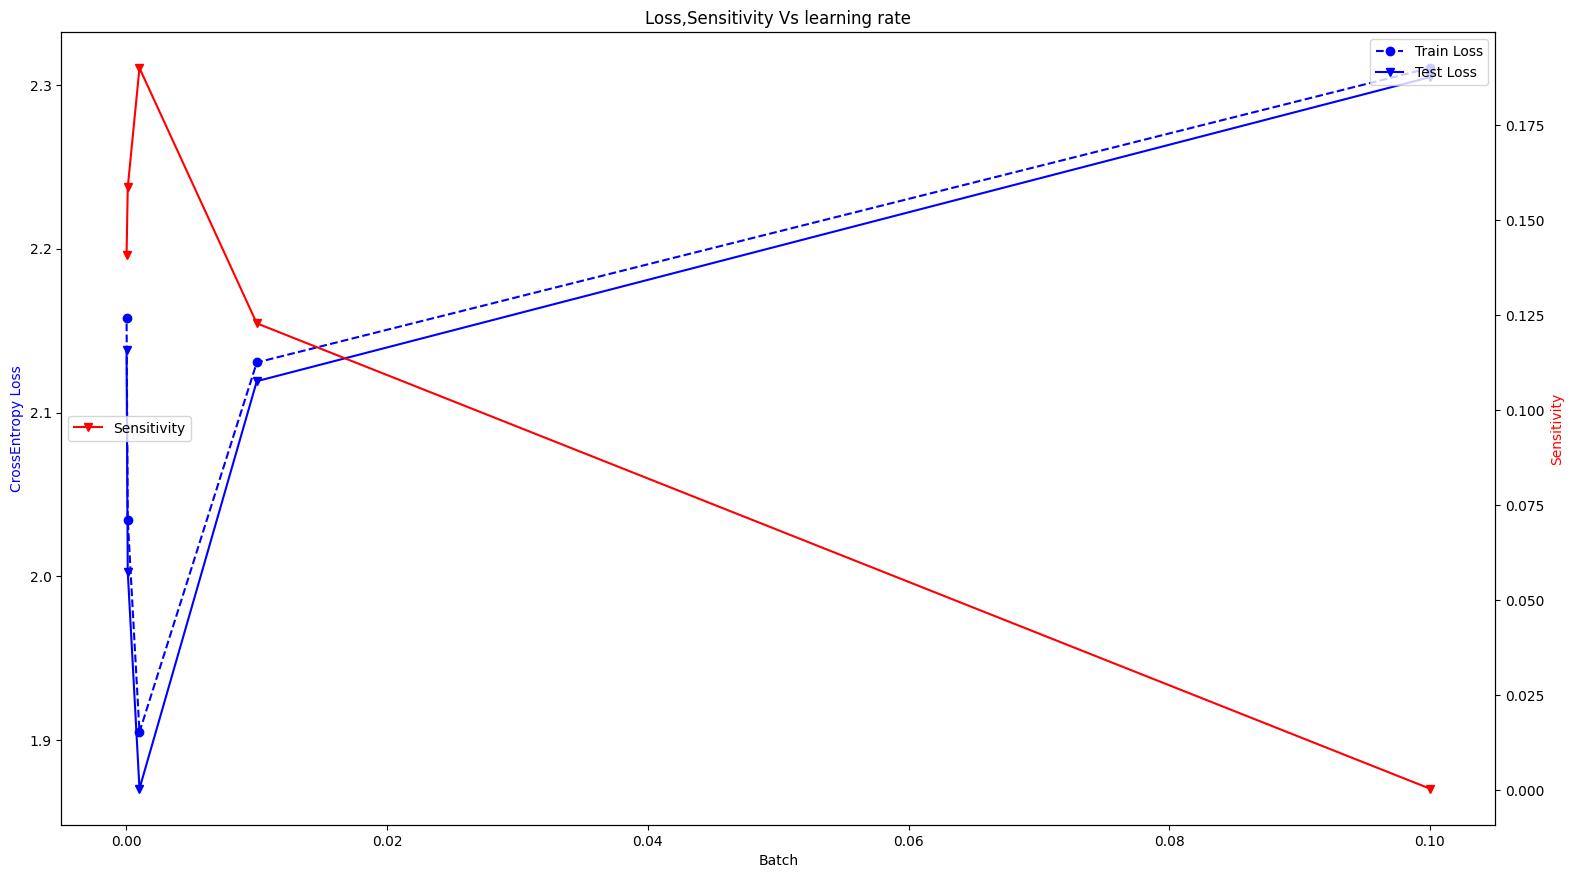 Loss,Sensitivity Vs learning rate
Train Loss
Test Loss
Sensitivity
CrossEntropy Loss
2.3
2.2
2.1
2.0
1.9
Sensitivity
0.175
0.150
0.125
0.100
0.075
0.050
0.025
0.000
0.00 0.02 0.04 0.06 0.08 0.10
Batch